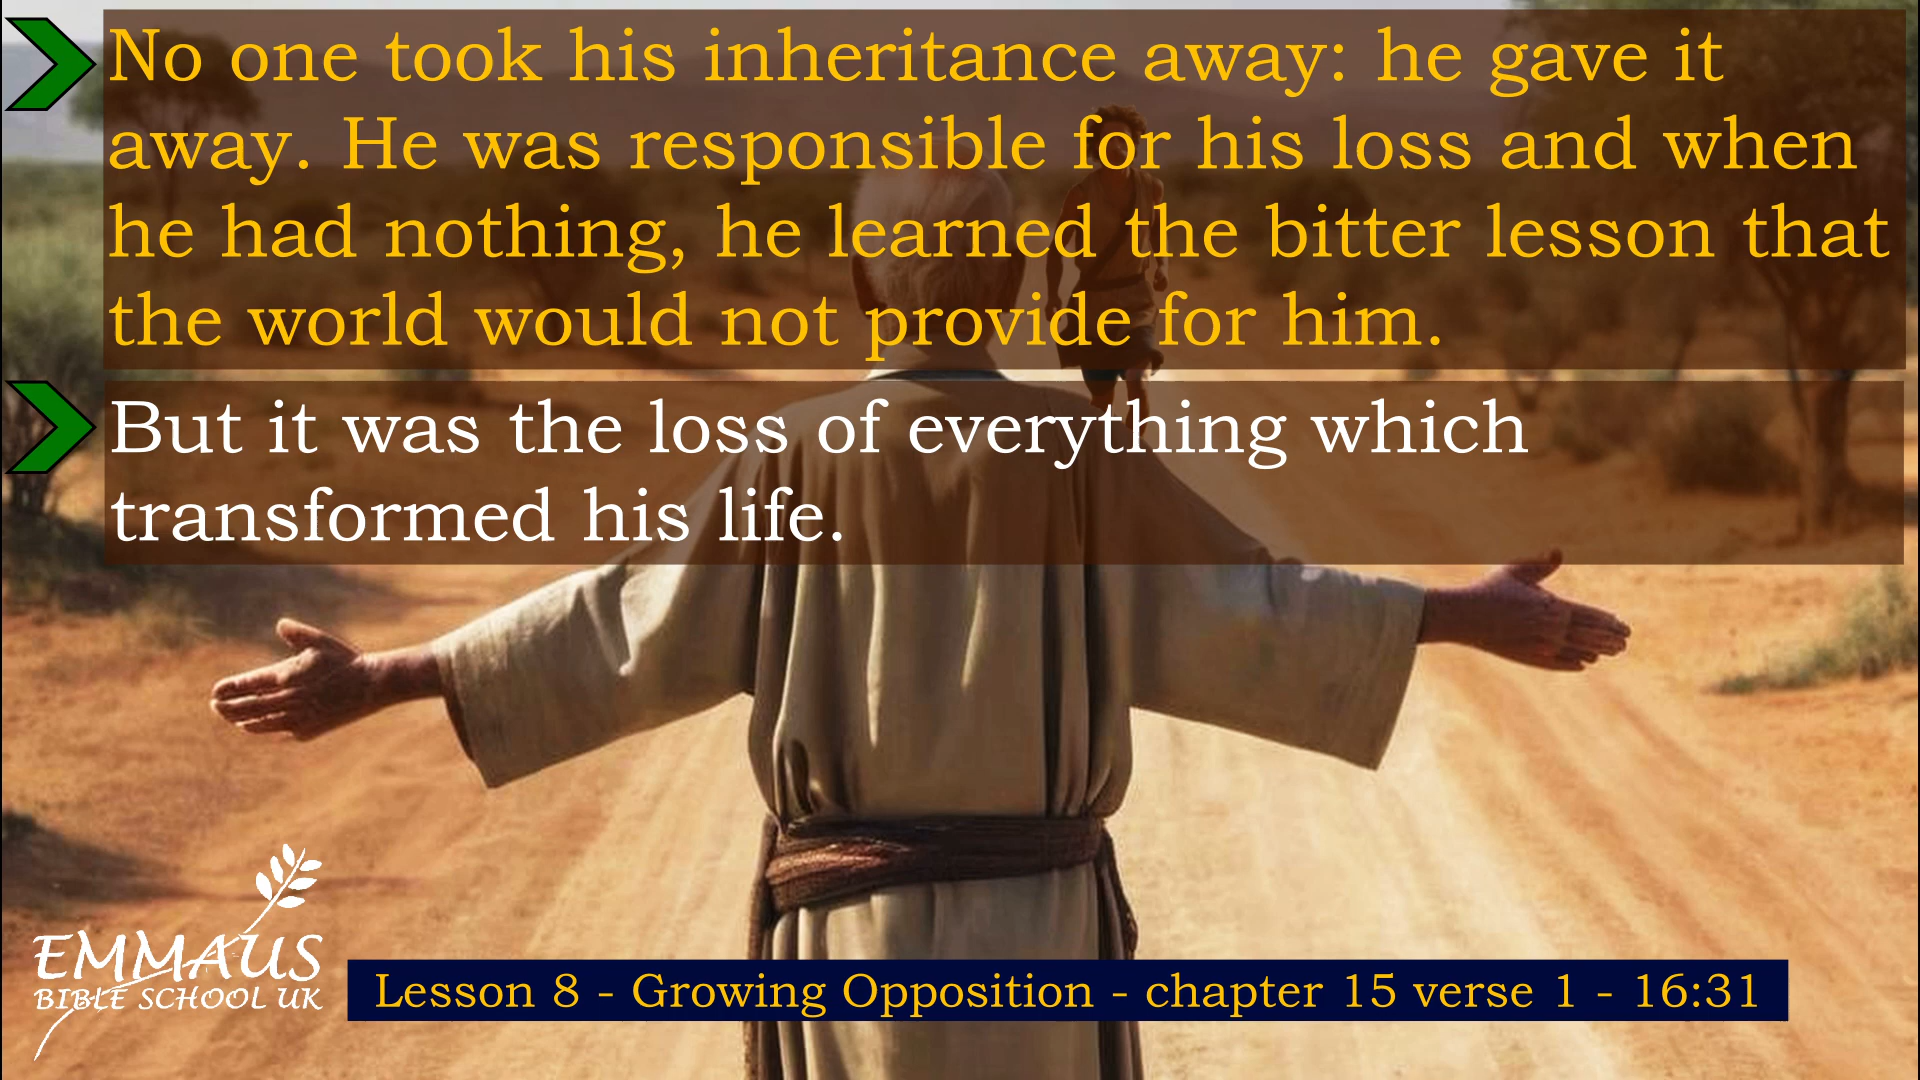 No one took his inheritance away: he gave it
away. He was responsible for his loss and when
he had nothing, he learned the bitter lesson that
the world would not provide for him.
But it was the loss of everything which
transformed his life.
EMMAUS
BIBLE SCHOOL UK
Lesson 8 - Growing Opposition - chapter 15 verse 1 - 16:31